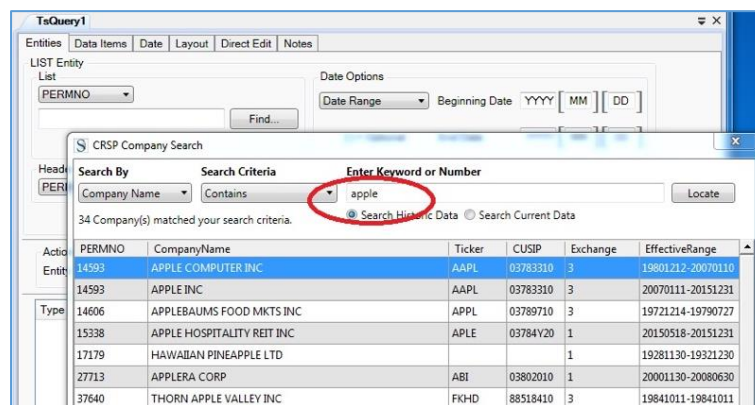 TsQuery1
Entities Data Items Date Layout Direct Edit Notes
LIST Entity
List Date Options
PERMNO Date Range Beginning Date YYYY MM DD
Find...
CRSP Company Search
Search By Search Criteria Enter Keyword or Number
Company Name Contains apple Locate
34 Company(s) matched your search criteria. Search Historic Data Search Current Data
PERMNO CompanyName Ticker CUSIP Exchange EffectiveRange
14593 APPLE COMPUTER INC AAPL 03783310 3 19801212-20070110
14593 APPLE INC AAPL 03783310 3 20070111-20151231
14606 APPLEBAUMS FOOD MKTS INC APPL 03789710 3 19721214-19790727
15338 APPLE HOSPITALITY REIT INC APLE 03784Y20 1 20150518-20151231
17179 HAWAIIAN PINEAPPLE LTD 1 19281130-19321230
27713 APPLERA CORP ABI 03802010 1 20001130-20080630
37640 THORN APPLE VALLEY INC FKHD 88518410 3 19841011-19841011
Type